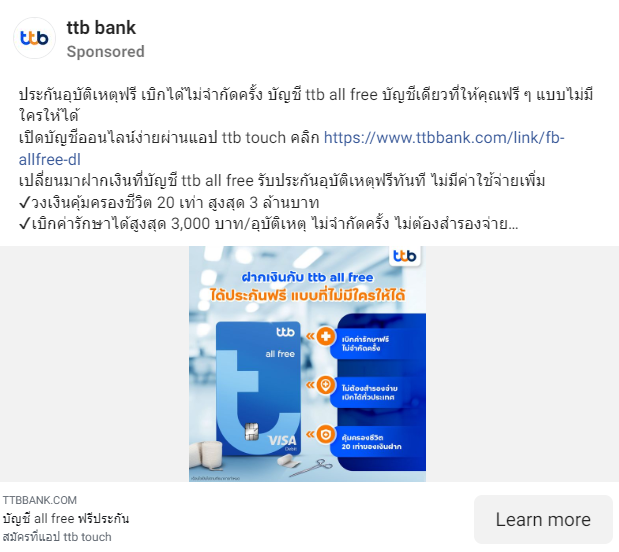 ttb bank
ttb
Sponsored
ประกันอุบัติเหตุฟรี เบิกได้ไม่จำกัดครั้ง บัญชี ttb all free บัญชีเดียวที่ให้คุณฟรี ๆ แบบไม่มี
ใครให้ได้
เปิดบัญชีออนไลน์ง่ายผ่านแอป ttb touch คลิก https://www.ttbbank.com/link/fb-
allfree-dl
เปลี่ยนมาฝากเงินที่บัญชี ttb all free รับประกันอุบัติเหตุฟรีทันที ไม่มีค่าใช้จ่ายเพิ่ม
✓วงเงินคุ้มครองชีวิต 20 เท่า สูงสุด 3 ล้านบาท
✓เบิกค่ารักษาได้สูงสุด 3,000 บาท/อุบัติเหตุ ไม่จำกัดครั้ง ไม่ต้องสำรองจ่าย...
ttb
ฝากเงินกับ ttb all free
ได้ประกันฟรี แบบที่ไม่มีใครให้ได้
ttb
all free
VISA
Debit
เบิกค่ารักษาฟรี
ไม่จำกัดครั้ง
ไม่ต้องสำรองจ่าย
เบิกได้ทั่วประเทศ
คุ้มครองชีวิต
20 เท่าของเงินฝาก
TTBBANK.COM
บัญชี all free ฟรีประกัน
สมัครที่แอป ttb touch
Learn more